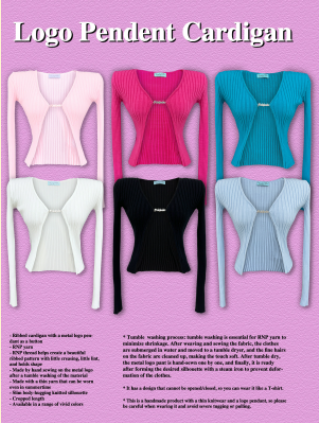 Logo Pendent Cardigan
- Ribbed cardigan with a metal logo pen-
dant as a button
- RNP yarn
- RNP thread helps create a beautiful
ribbed pattern with little creasing, little lint,
and holds shape
- Made by hand sewing on the metal logo
after a tumble washing of the material
- Made with a thin yarn that can be worn
even in summertime
- Slim body-hugging knitted silhouette
- Cropped length
- Available in a range of vivid colors
* Tumble washing process: tumble washing is essential for RNP yarn to
minimize shrinkage. After weaving and sewing the fabric, the clothes
are submerged in water and moved to a tumble dryer, and the fine hairs
on the fabric are cleaned up, making the touch soft. After tumble dry,
the metal logo pant is hand-sewn one by one, and finally, it is ready
after forming the desired silhouette with a steam iron to prevent defor-
mation of the clothes.
* It has a design that cannot be opened/closed, so you can wear it like a T-shirt.
* This is a handmade product with a thin knitwear and a logo pendant, so please
be careful when wearing it and avoid severe tugging or pulling.